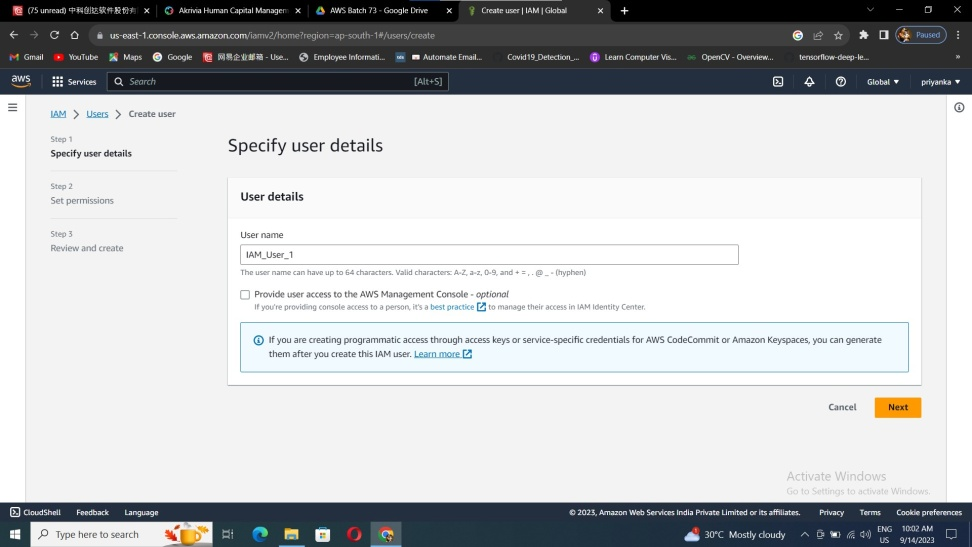 (75 unread) 中科创达软件股份有
Akrivia Human Capital Managem
AWS Batch 73 - Google Drive
Create user | IAM | Global
us-east-1.console.aws.amazon.com/iamv2/home?region=ap-south-1#/users/create
Paused
Gmail YouTube Maps Google 网易企业邮箱 - Use... Employee Informati... Automate Email... Covid19_Detection_... Learn Computer Vis... OpenCV - Overview... tensorflow-deep-le...
aws Services Search [Alt+S] Global priyanka
IAM > Users > Create user
Step 1
Specify user details
Step 2
Set permissions
Step 3
Review and create
Specify user details
User details
User name
IAM_User_1
The user name can have up to 64 characters. Valid characters: A-Z, a-z, 0-9, and + = , . @ _ - (hyphen)
Provide user access to the AWS Management Console - optional
If you're providing console access to a person, it's a best practice to manage their access in IAM Identity Center.
If you are creating programmatic access through access keys or service-specific credentials for AWS CodeCommit or Amazon Keyspaces, you can generate
them after you create this IAM user. Learn more
Cancel Next
Activate Windows
Go to Settings to activate Windows.
CloudShell Feedback Language © 2023, Amazon Web Services India Private Limited or its affiliates. Privacy Terms Cookie preferences
Type here to search 30°C Mostly cloudy ENG 10:02 AM
US 9/14/2023